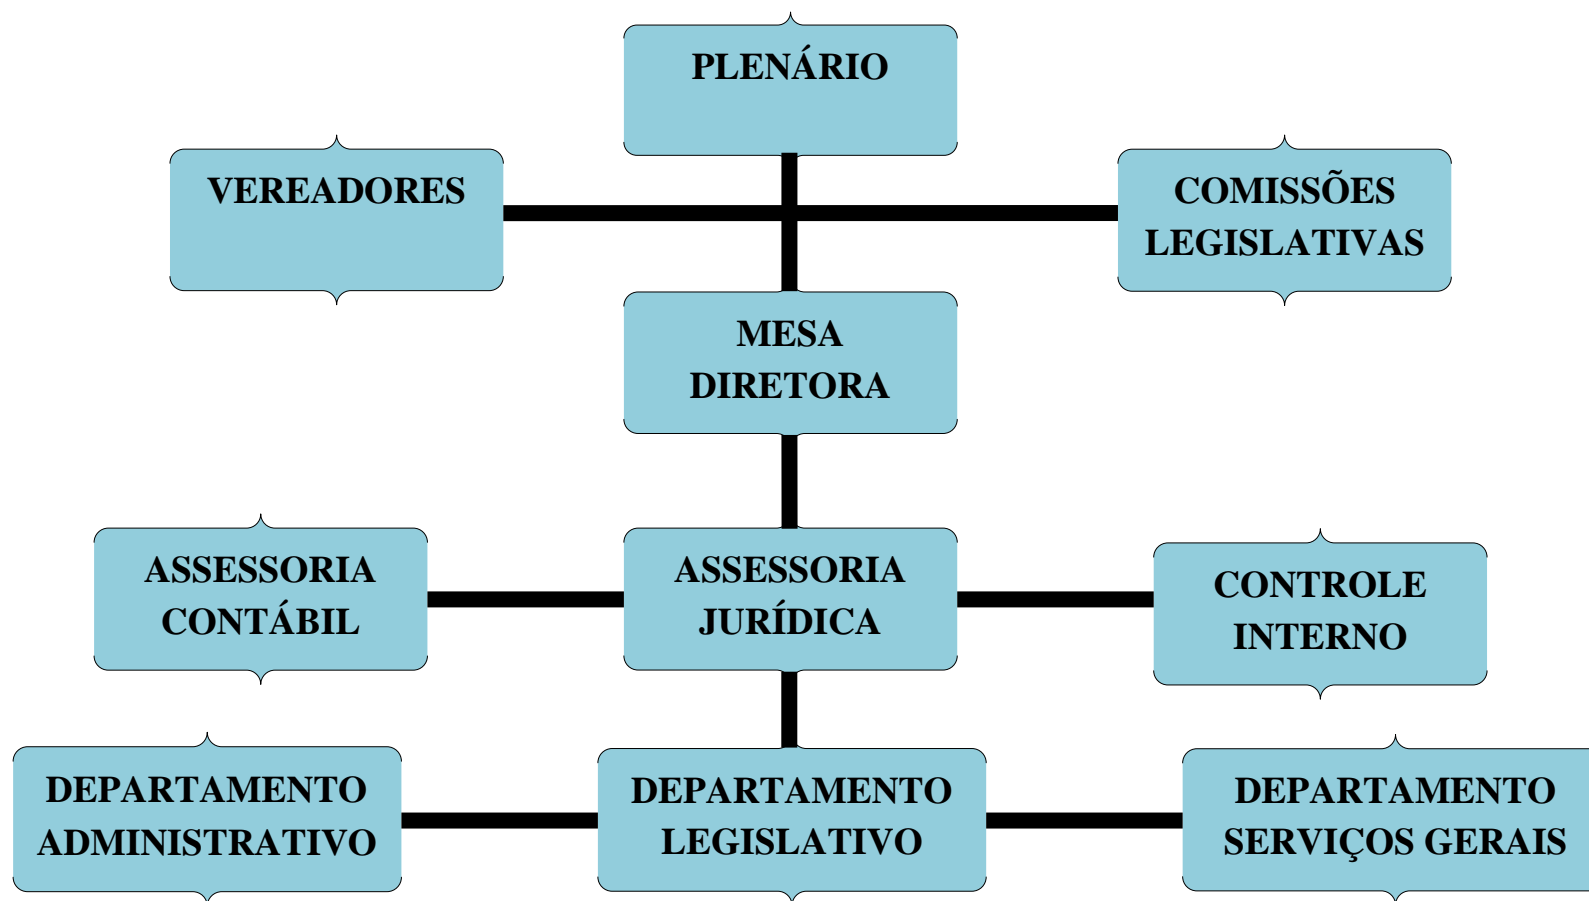 PLENÁRIO
VEREADORES
COMISSÕES
LEGISLATIVAS
MESA
DIRETORA
ASSESSORIA
CONTÁBIL
ASSESSORIA
JURÍDICA
CONTROLE
INTERNO
DEPARTAMENTO
ADMINISTRATIVO
DEPARTAMENTO
LEGISLATIVO
DEPARTAMENTO
SERVIÇOS GERAIS